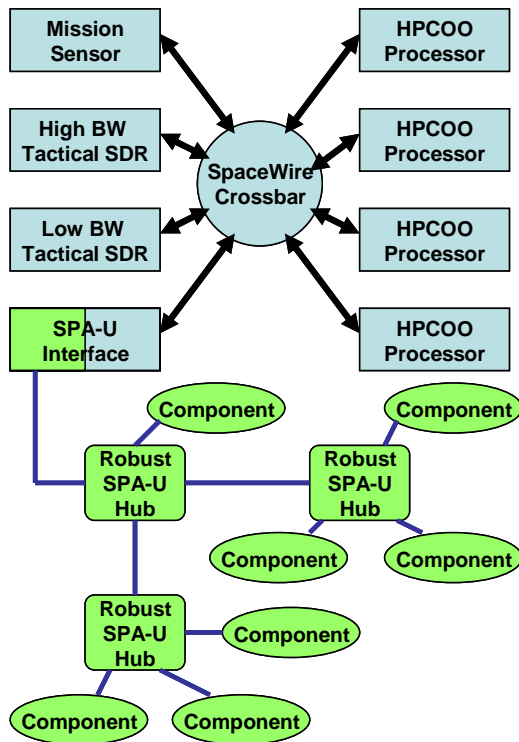 Mission
Sensor
HPCOO
Processor
High BW
Tactical SDR
HPCOO
Processor
SpaceWire
Crossbar
Low BW
Tactical SDR
HPCOO
Processor
SPA-U
Interface
HPCOO
Processor
Component
Component
Robust
SPA-U
Hub
Robust
SPA-U
Hub
Component
Component
Robust
SPA-U
Hub
Component
Component
Component